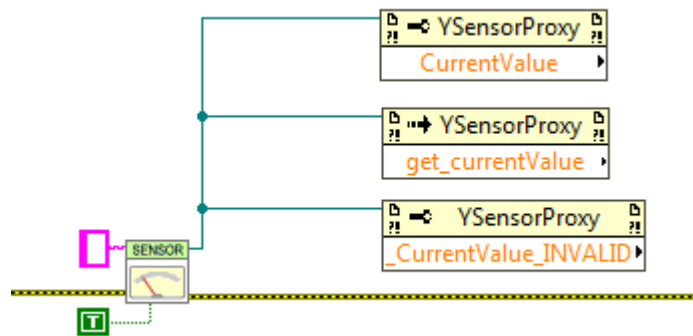 YSensorProxy
CurrentValue
YSensorProxy
get_currentValue
YSensorProxy
_CurrentValue_INVALID
SENSOR
T